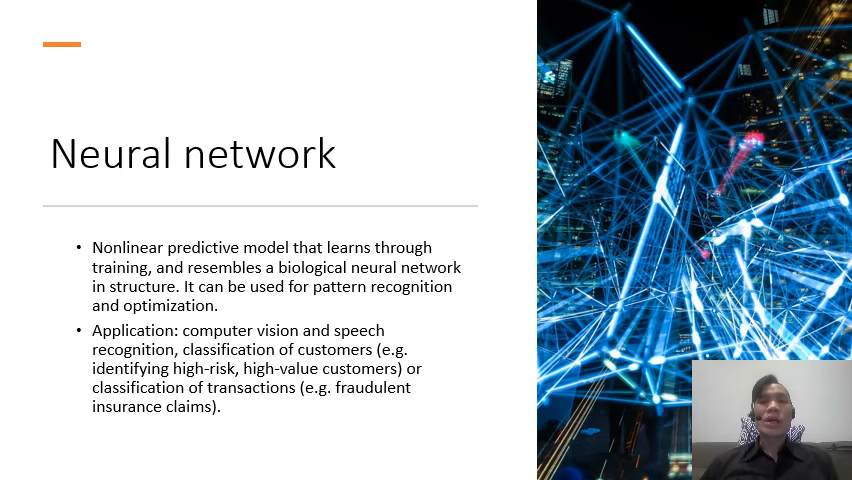 Neural network
• Nonlinear predictive model that learns through
training, and resembles a biological neural network
in structure. It can be used for pattern recognition
and optimization.
• Application: computer vision and speech
recognition, classification of customers (e.g.
identifying high-risk, high-value customers) or
classification of transactions (e.g. fraudulent
insurance claims).